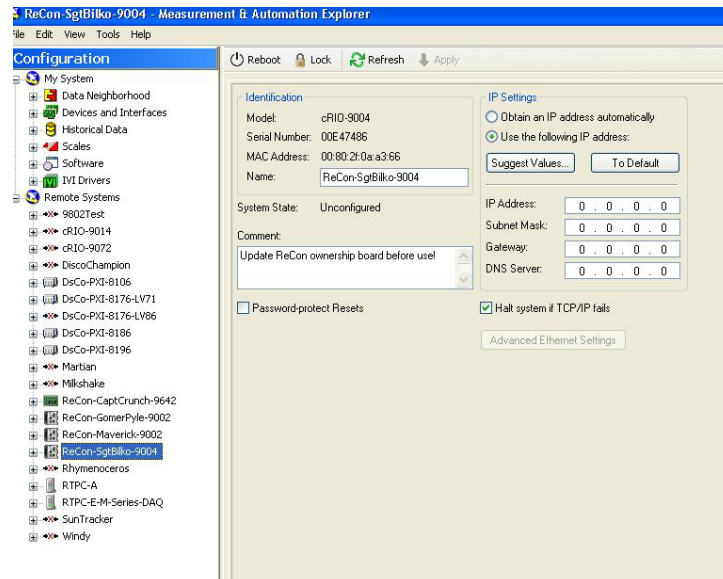 ReCon-SgtBilko-9004 - Measurement & Automation Explorer
File Edit View Tools Help
Configuration
My System
Data Neighborhood
Devices and Interfaces
Historical Data
Scales
Software
IVI Drivers
Remote Systems
9802Test
cRIO-9014
cRIO-9072
DiscoChampion
DsCo-PXI-8106
DsCo-PXI-8176-LV71
DsCo-PXI-8176-LV86
DsCo-PXI-8186
DsCo-PXI-8196
Martian
Milkshake
ReCon-CaptCrunch-9642
ReCon-GomerPyle-9002
ReCon-Maverick-9002
ReCon-SgtBilko-9004
Rhymenoceros
RTPC-A
RTPC-E-M-Series-DAQ
SunTracker
Windy
Reboot Lock Refresh Apply
Identification
Model: cRIO-9004
Serial Number: 00E47486
MAC Address: 00:80:2f:0a:a3:66
Name: ReCon-SgtBilko-9004
System State: Unconfigured
Comment:
Update ReCon ownership board before use!
Password-protect Resets
IP Settings
Obtain an IP address automatically
Use the following IP address:
Suggest Values... To Default
IP Address: 0 . 0 . 0 . 0
Subnet Mask: 0 . 0 . 0 . 0
Gateway: 0 . 0 . 0 . 0
DNS Server: 0 . 0 . 0 . 0
Halt system if TCP/IP fails
Advanced Ethernet Settings